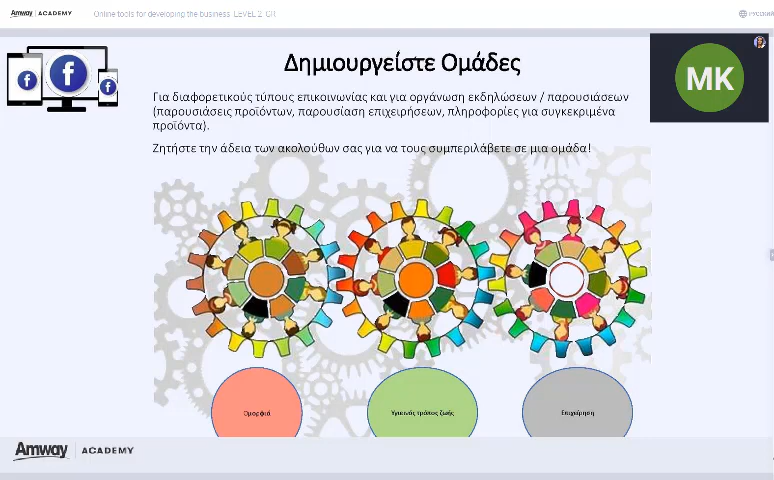 Amway ACADEMY
Online tools for developing the business. LEVEL 2. GR
РУССКИЙ
Δημιουργείστε Ομάδες
MK
Για διαφορετικούς τύπους επικοινωνίας και για οργάνωση εκδηλώσεων / παρουσιάσεων
(παρουσιάσεις προϊόντων, παρουσίαση επιχειρήσεων, πληροφορίες για συγκεκριμένα
προϊόντα).
Ζητήστε την άδεια των ακολούθων σας για να τους συμπεριλάβετε σε μια ομάδα!
Ομορφιά
Υγιεινός τρόπος ζωής
Επιχείρηση
Amway ACADEMY